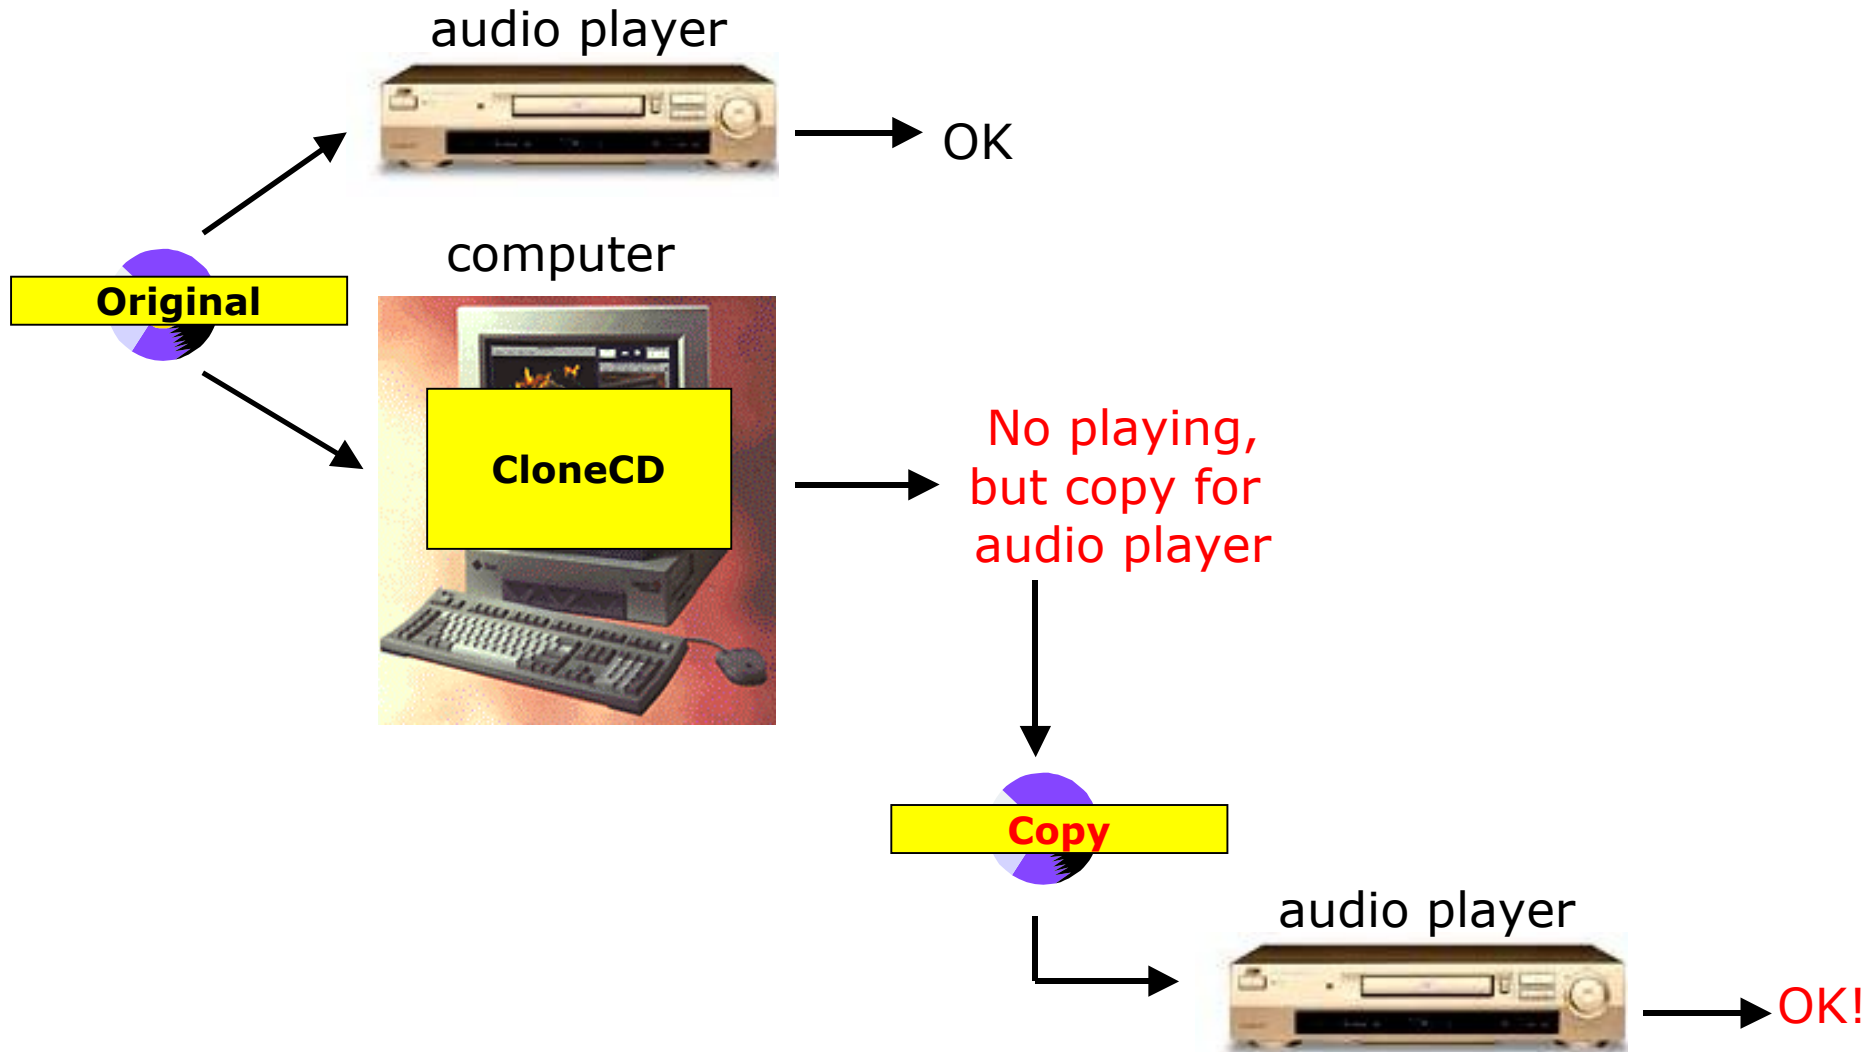 audio player
OK
computer
Original
CloneCD
No playing,
but copy for
audio player
Copy
audio player
OK!